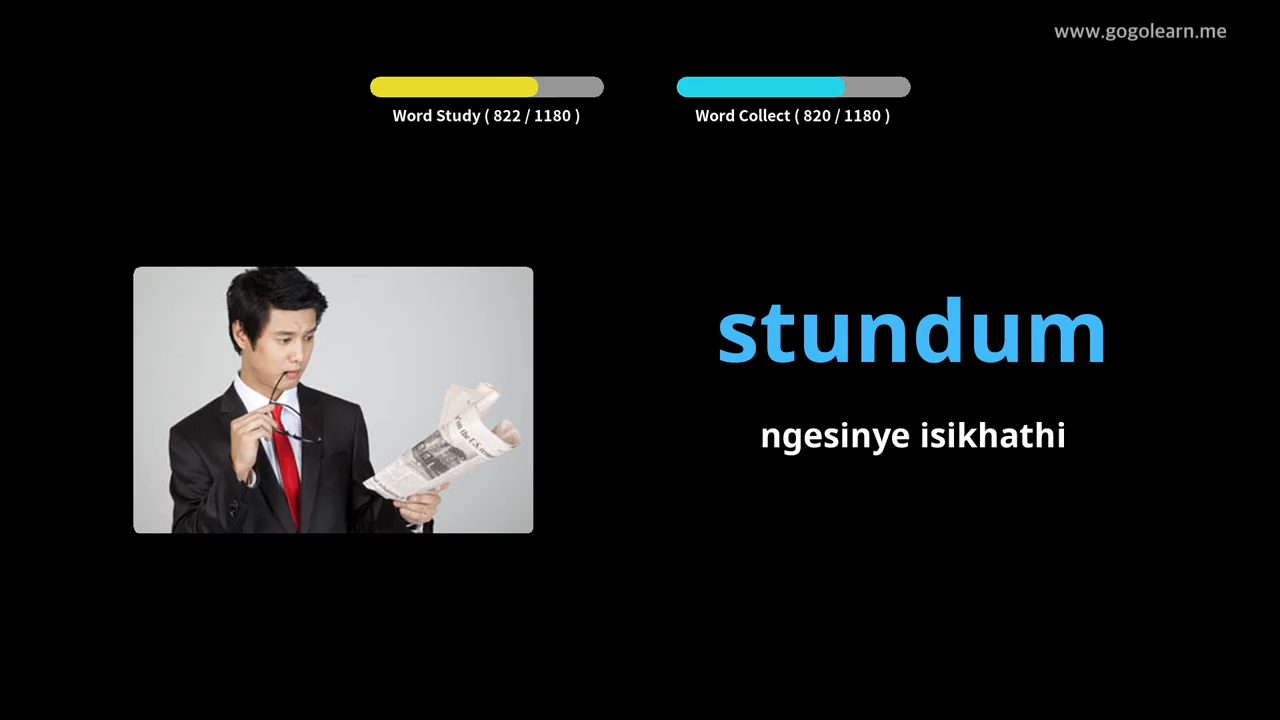 www.gogolearn.me
Word Study ( 822 / 1180 )
Word Collect ( 820 / 1180 )
stundum
ngesinye isikhathi